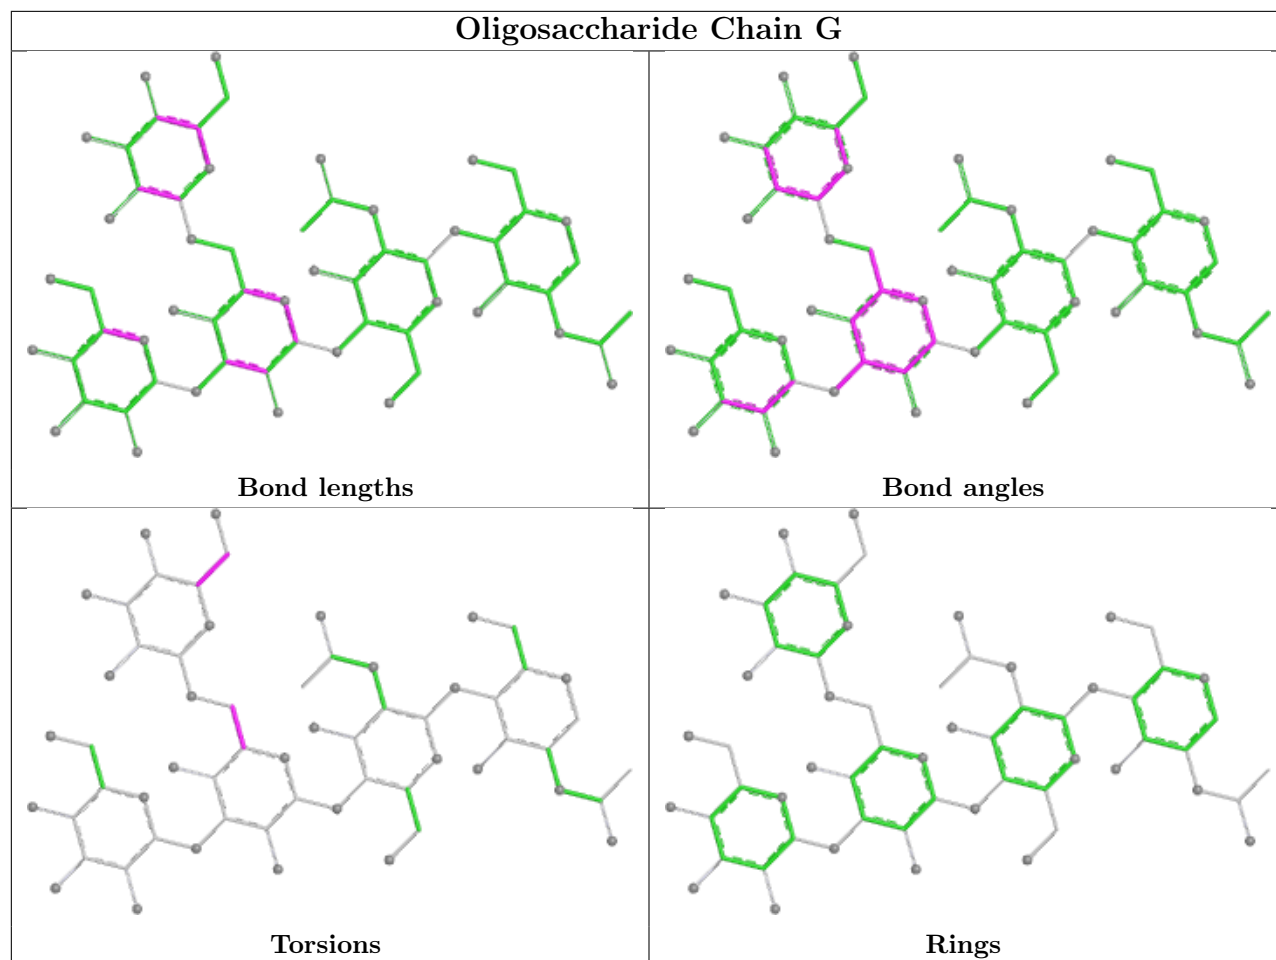 Oligosaccharide Chain G
Bond lengths
Bond angles
Torsions
Rings